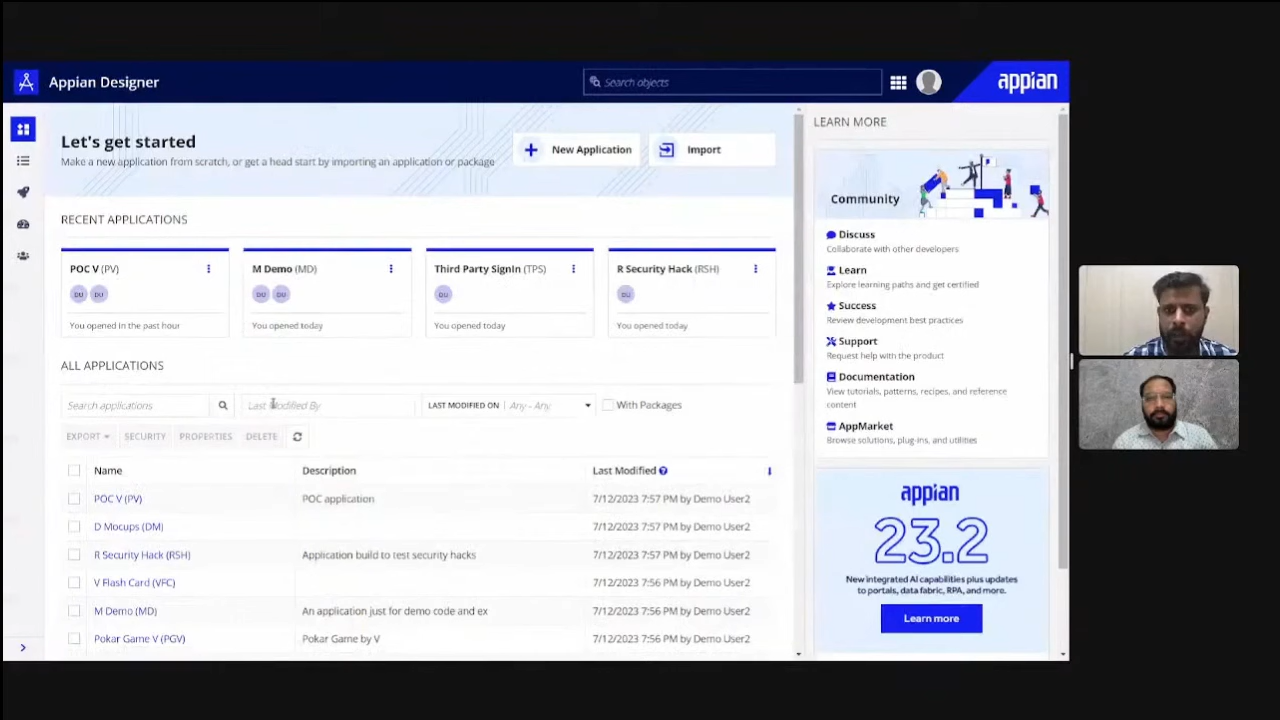 Appian Designer
Search objects
appian
Let's get started
Make a new application from scratch, or get a head start by importing an application or package
New Application
Import
RECENT APPLICATIONS
POC V (PV)
DU DU
You opened in the past hour
M Demo (MD)
DU DU
You opened today
Third Party SignIn (TPS)
DU
You opened today
R Security Hack (RSH)
DU
You opened today
ALL APPLICATIONS
Search applications
Last Modified By
LAST MODIFIED ON Any - Any
With Packages
EXPORT SECURITY PROPERTIES DELETE
Name Description Last Modified
POC V (PV) POC application 7/12/2023 7:57 PM by Demo User2
D Mocups (DM) 7/12/2023 7:57 PM by Demo User2
R Security Hack (RSH) Application build to test security hacks 7/12/2023 7:57 PM by Demo User2
V Flash Card (VFC) 7/12/2023 7:56 PM by Demo User2
M Demo (MD) An application just for demo code and ex 7/12/2023 7:56 PM by Demo User2
Pokar Game V (PGV) Pokar Game by V 7/12/2023 7:56 PM by Demo User2
LEARN MORE
Community
Discuss
Collaborate with other developers
Learn
Explore learning paths and get certified
Success
Review development best practices
Support
Request help with the product
Documentation
View tutorials, patterns, recipes, and reference
content
AppMarket
Browse solutions, plug-ins, and utilities
appian
23.2
New integrated AI capabilities plus updates
to portals, data fabric, RPA, and more.
Learn more